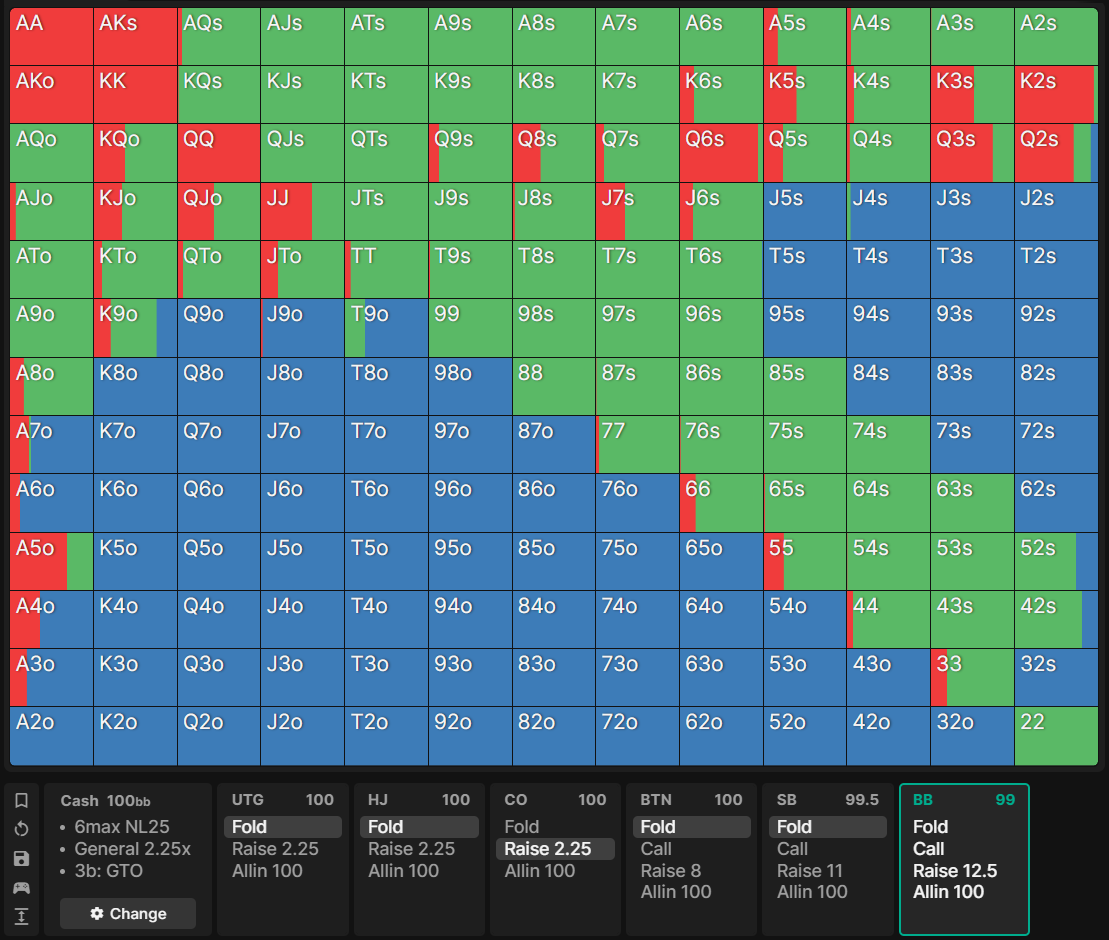 AA AKs AQs AJs ATs A9s A8s A7s A6s A5s A4s A3s A2s
AKo KK KQs KJs KTs K9s K8s K7s K6s K5s K4s K3s K2s
AQo KQo QQ QJs QTs Q9s Q8s Q7s Q6s Q5s Q4s Q3s Q2s
AJo KJo QJo JJ JTs J9s J8s J7s J6s J5s J4s J3s J2s
ATo KTo QTo JTo TT T9s T8s T7s T6s T5s T4s T3s T2s
A9o K9o Q9o J9o T9o 99 98s 97s 96s 95s 94s 93s 92s
A8o K8o Q8o J8o T8o 98o 88 87s 86s 85s 84s 83s 82s
A7o K7o Q7o J7o T7o 97o 87o 77 76s 75s 74s 73s 72s
A6o K6o Q6o J6o T6o 96o 86o 76o 66 65s 64s 63s 62s
A5o K5o Q5o J5o T5o 95o 85o 75o 65o 55 54s 53s 52s
A4o K4o Q4o J4o T4o 94o 84o 74o 64o 54o 44 43s 42s
A3o K3o Q3o J3o T3o 93o 83o 73o 63o 53o 43o 33 32s
A2o K2o Q2o J2o T2o 92o 82o 72o 62o 52o 42o 32o 22
Cash 100bb
• 6max NL25
• General 2.25x
• 3b: GTO
Change
UTG 100
Fold
Raise 2.25
Allin 100
HJ 100
Fold
Raise 2.25
Allin 100
CO 100
Fold
Raise 2.25
Allin 100
BTN 100
Fold
Call
Raise 8
Allin 100
SB 99.5
Fold
Call
Raise 11
Allin 100
BB 99
Fold
Call
Raise 12.5
Allin 100